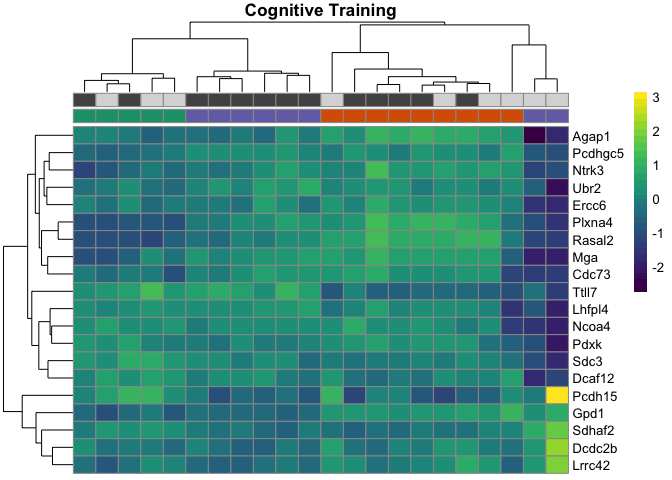 Cognitive Training
3
2
1
0
-1
-2
Agap1
Pcdhgc5
Ntrk3
Ubr2
Ercc6
Plxna4
Rasal2
Mga
Cdc73
Ttll7
Lhfpl4
Ncoa4
Pdxk
Sdc3
Dcaf12
Pcdh15
Gpd1
Sdhaf2
Dcdc2b
Lrrc42